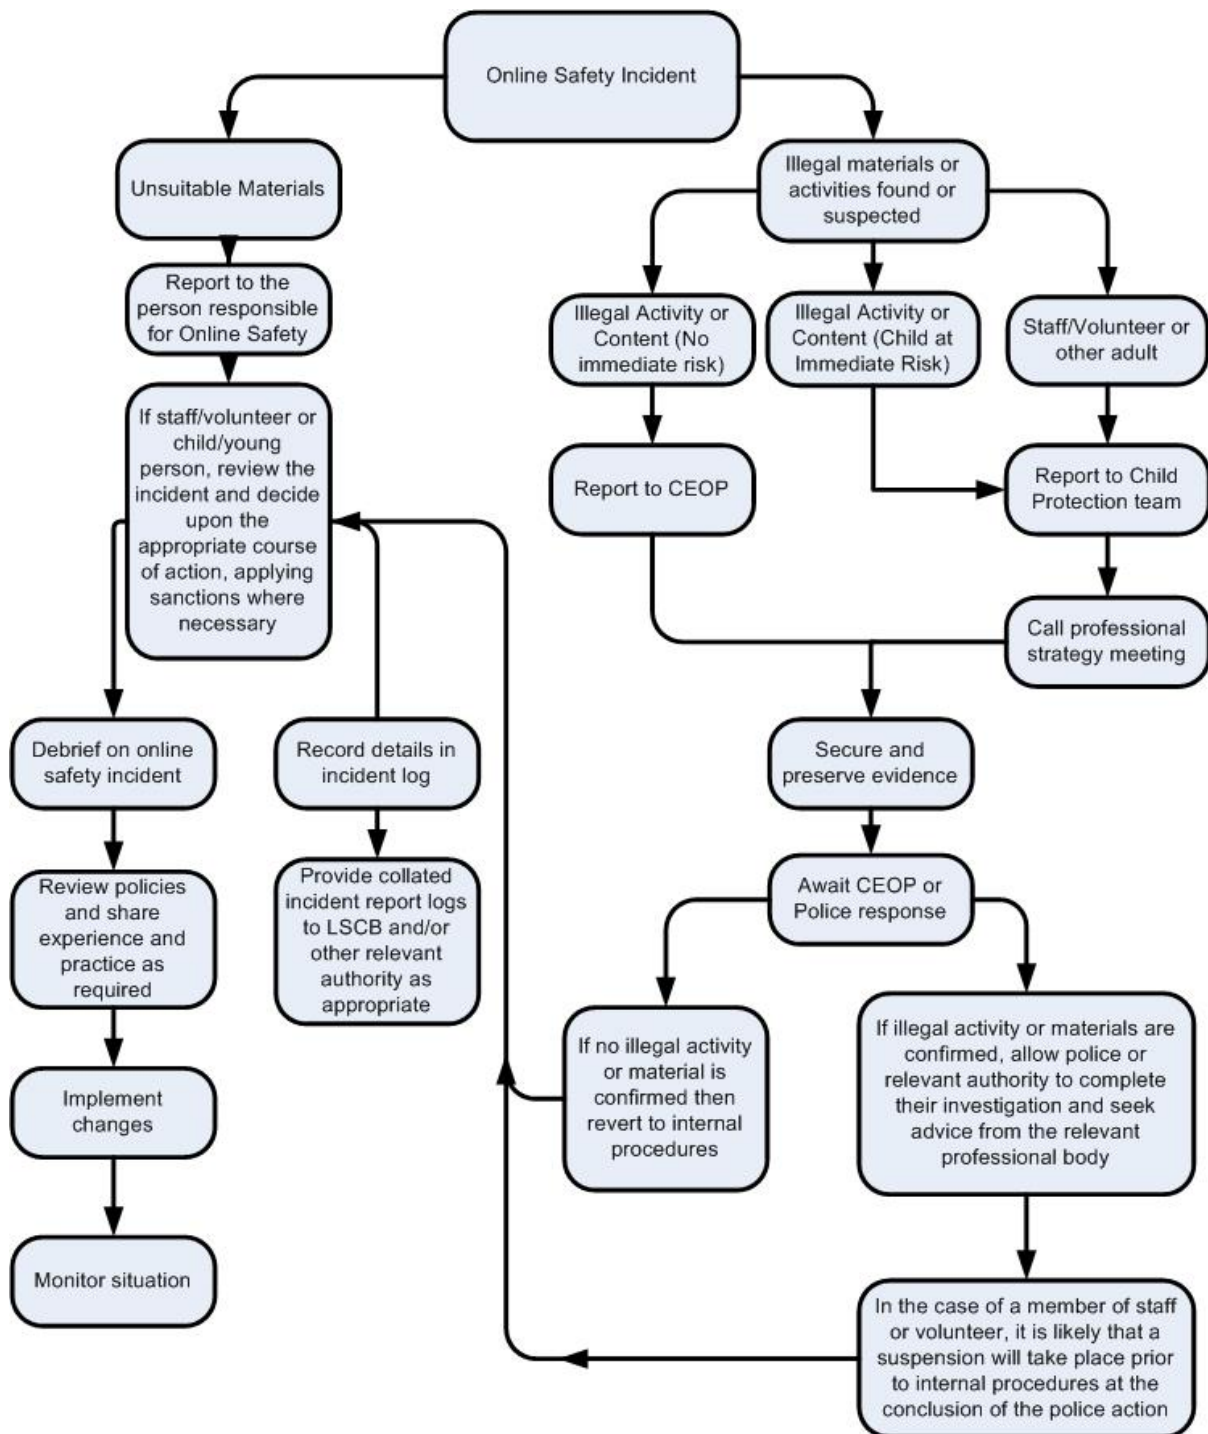 Online Safety Incident
Unsuitable Materials
Report to the
person responsible
for Online Safety
If staff/volunteer or
child/young
person, review the
incident and decide
upon the
appropriate course
of action, applying
sanctions where
necessary
Debrief on online
safety incident
Review policies
and share
experience and
practice as
required
Implement
changes
Monitor situation
Record details in
incident log
Provide collated
incident report logs
to LSCB and/or
other relevant
authority as
appropriate
Illegal materials or
activities found or
suspected
Illegal Activity or
Content (No
immediate risk)
Illegal Activity or
Content (Child at
Immediate Risk)
Staff/Volunteer or
other adult
Report to CEOP
Report to Child
Protection team
Call professional
strategy meeting
Secure and
preserve evidence
Await CEOP or
Police response
If no illegal activity
or material is
confirmed then
revert to internal
procedures
If illegal activity or materials are
confirmed, allow police or
relevant authority to complete
their investigation and seek
advice from the relevant
professional body
In the case of a member of staff
or volunteer, it is likely that a
suspension will take place prior
to internal procedures at the
conclusion of the police action